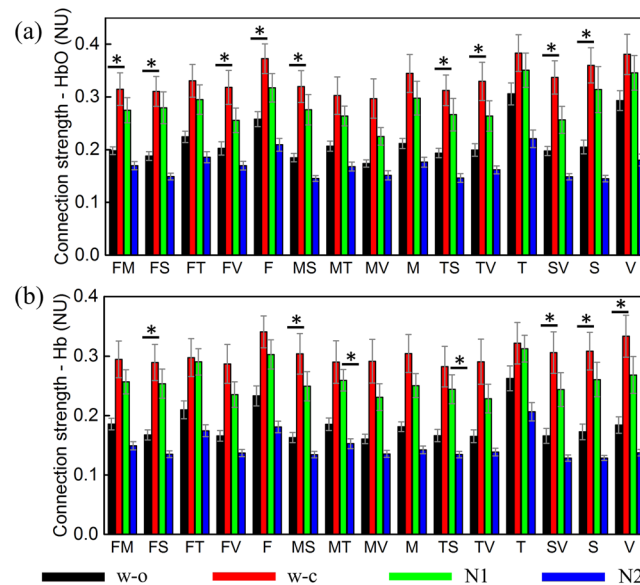 (a)
Connection strength - HbO (NU)
0.4
0.3
0.2
0.1
0.0
* * * * * * * * *
FM FS FT FV F MS MT MV M TS TV T SV S V
(b)
Connection strength - Hb (NU)
0.4
0.3
0.2
0.1
0.0
* * * * * * *
FM FS FT FV F MS MT MV M TS TV T SV S V
w-o w-c N1 N2